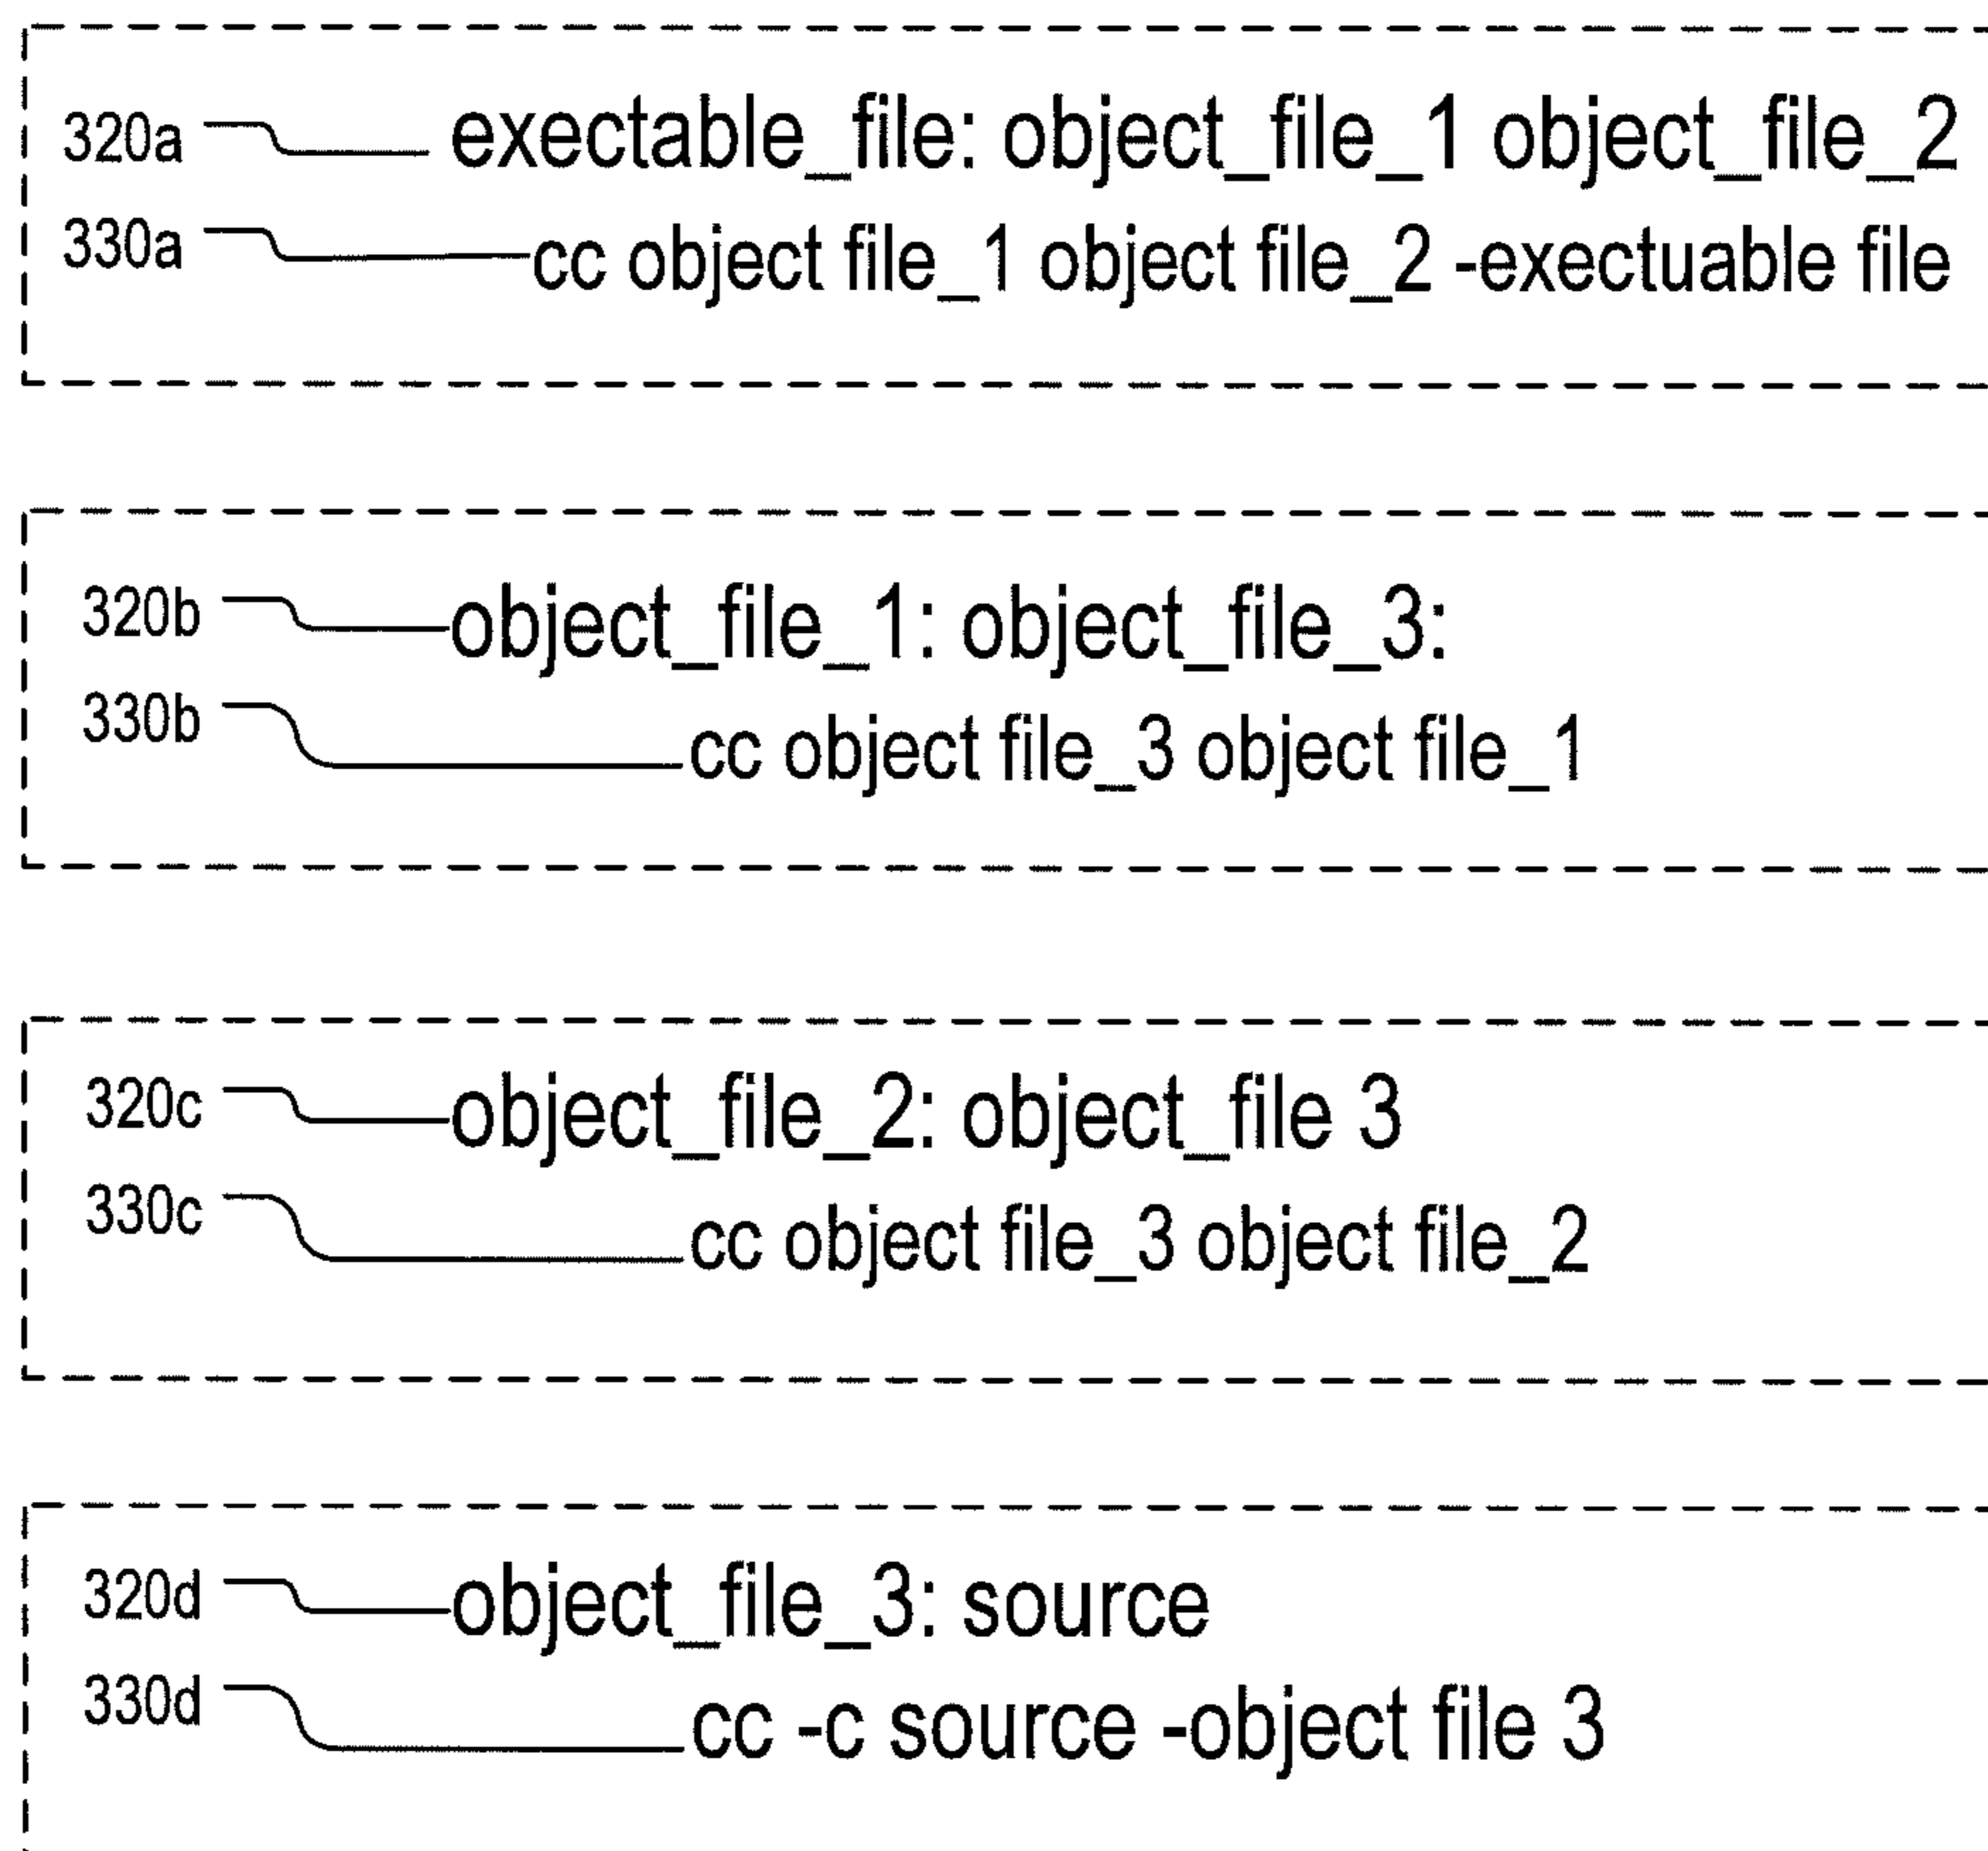 320a exectable_file: object_file_1 object_file_2
330a cc object file_1 object file_2 -exectuable file
320b object_file_1: object_file_3:
330b cc object file_3 object file_1
320c object_file_2: object_file 3
330c cc object file_3 object file_2
320d object_file_3: source
330d cc -c source -object file 3